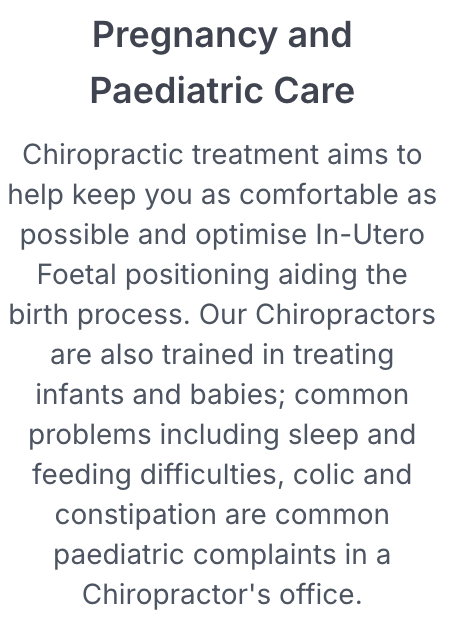 Pregnancy and
Paediatric Care
Chiropractic treatment aims to
help keep you as comfortable as
possible and optimise In-Utero
Foetal positioning aiding the
birth process. Our Chiropractors
are also trained in treating
infants and babies; common
problems including sleep and
feeding difficulties, colic and
constipation are common
paediatric complaints in a
Chiropractor's office.